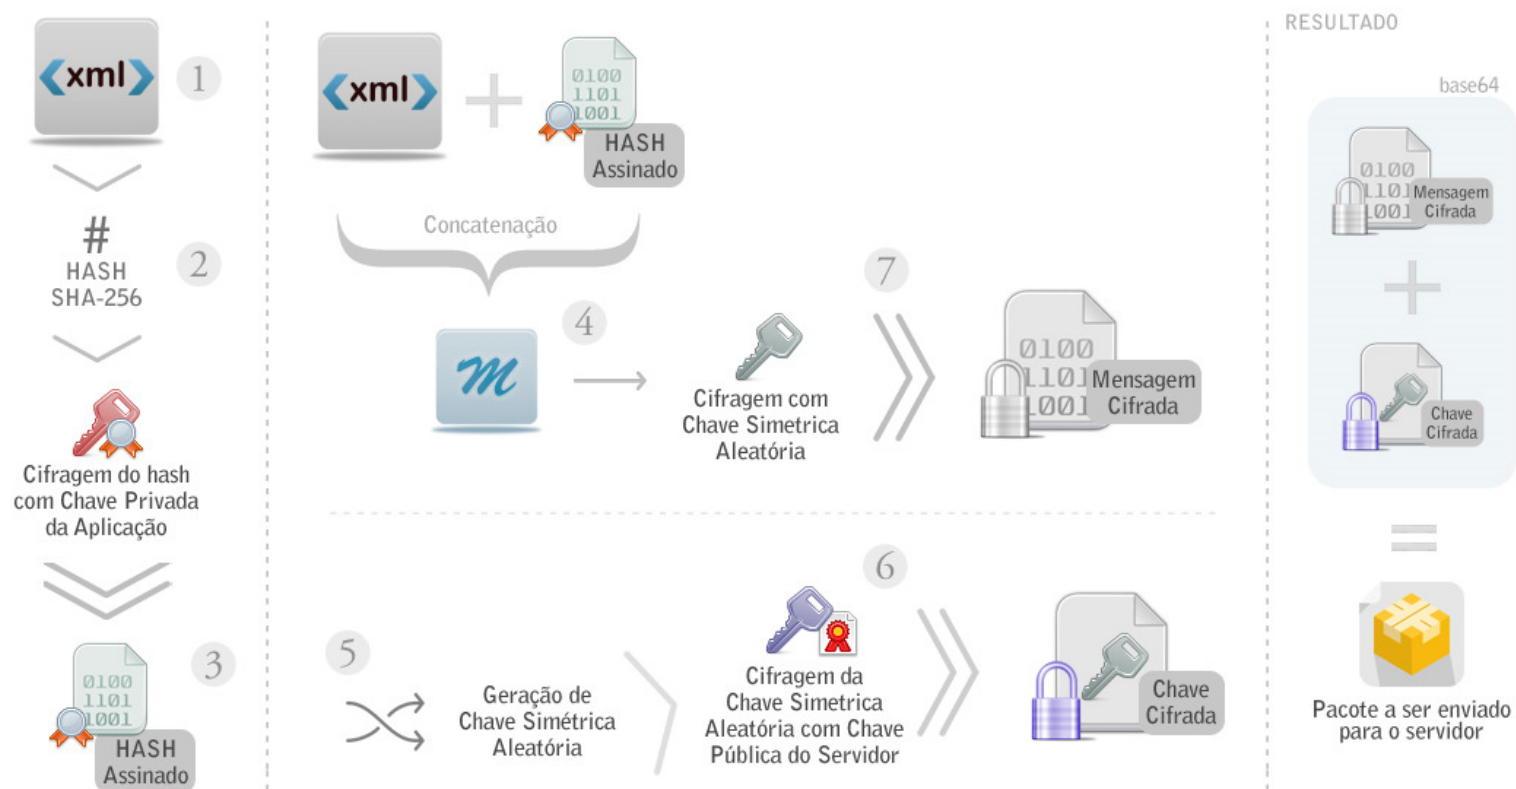 <xml>
1
#
HASH
SHA-256
2
Cifragem do hash
com Chave Privada
da Aplicação
3
0100
1101
1001
HASH
Assinado
<xml>
+
0100
1101
1001
HASH
Assinado
Concatenação
4
m
Cifragem com
Chave Simetrica
Aleatória
7
0100
1101
1001
Mensagem
Cifrada
5
Geração de
Chave Simétrica
Aleatória
6
Cifragem da
Chave Simetrica
Aleatória com Chave
Pública do Servidor
Chave
Cifrada
RESULTADO
base64
0100
1101
1001
Mensagem
Cifrada
+
Chave
Cifrada
=
Pacote a ser enviado
para o servidor